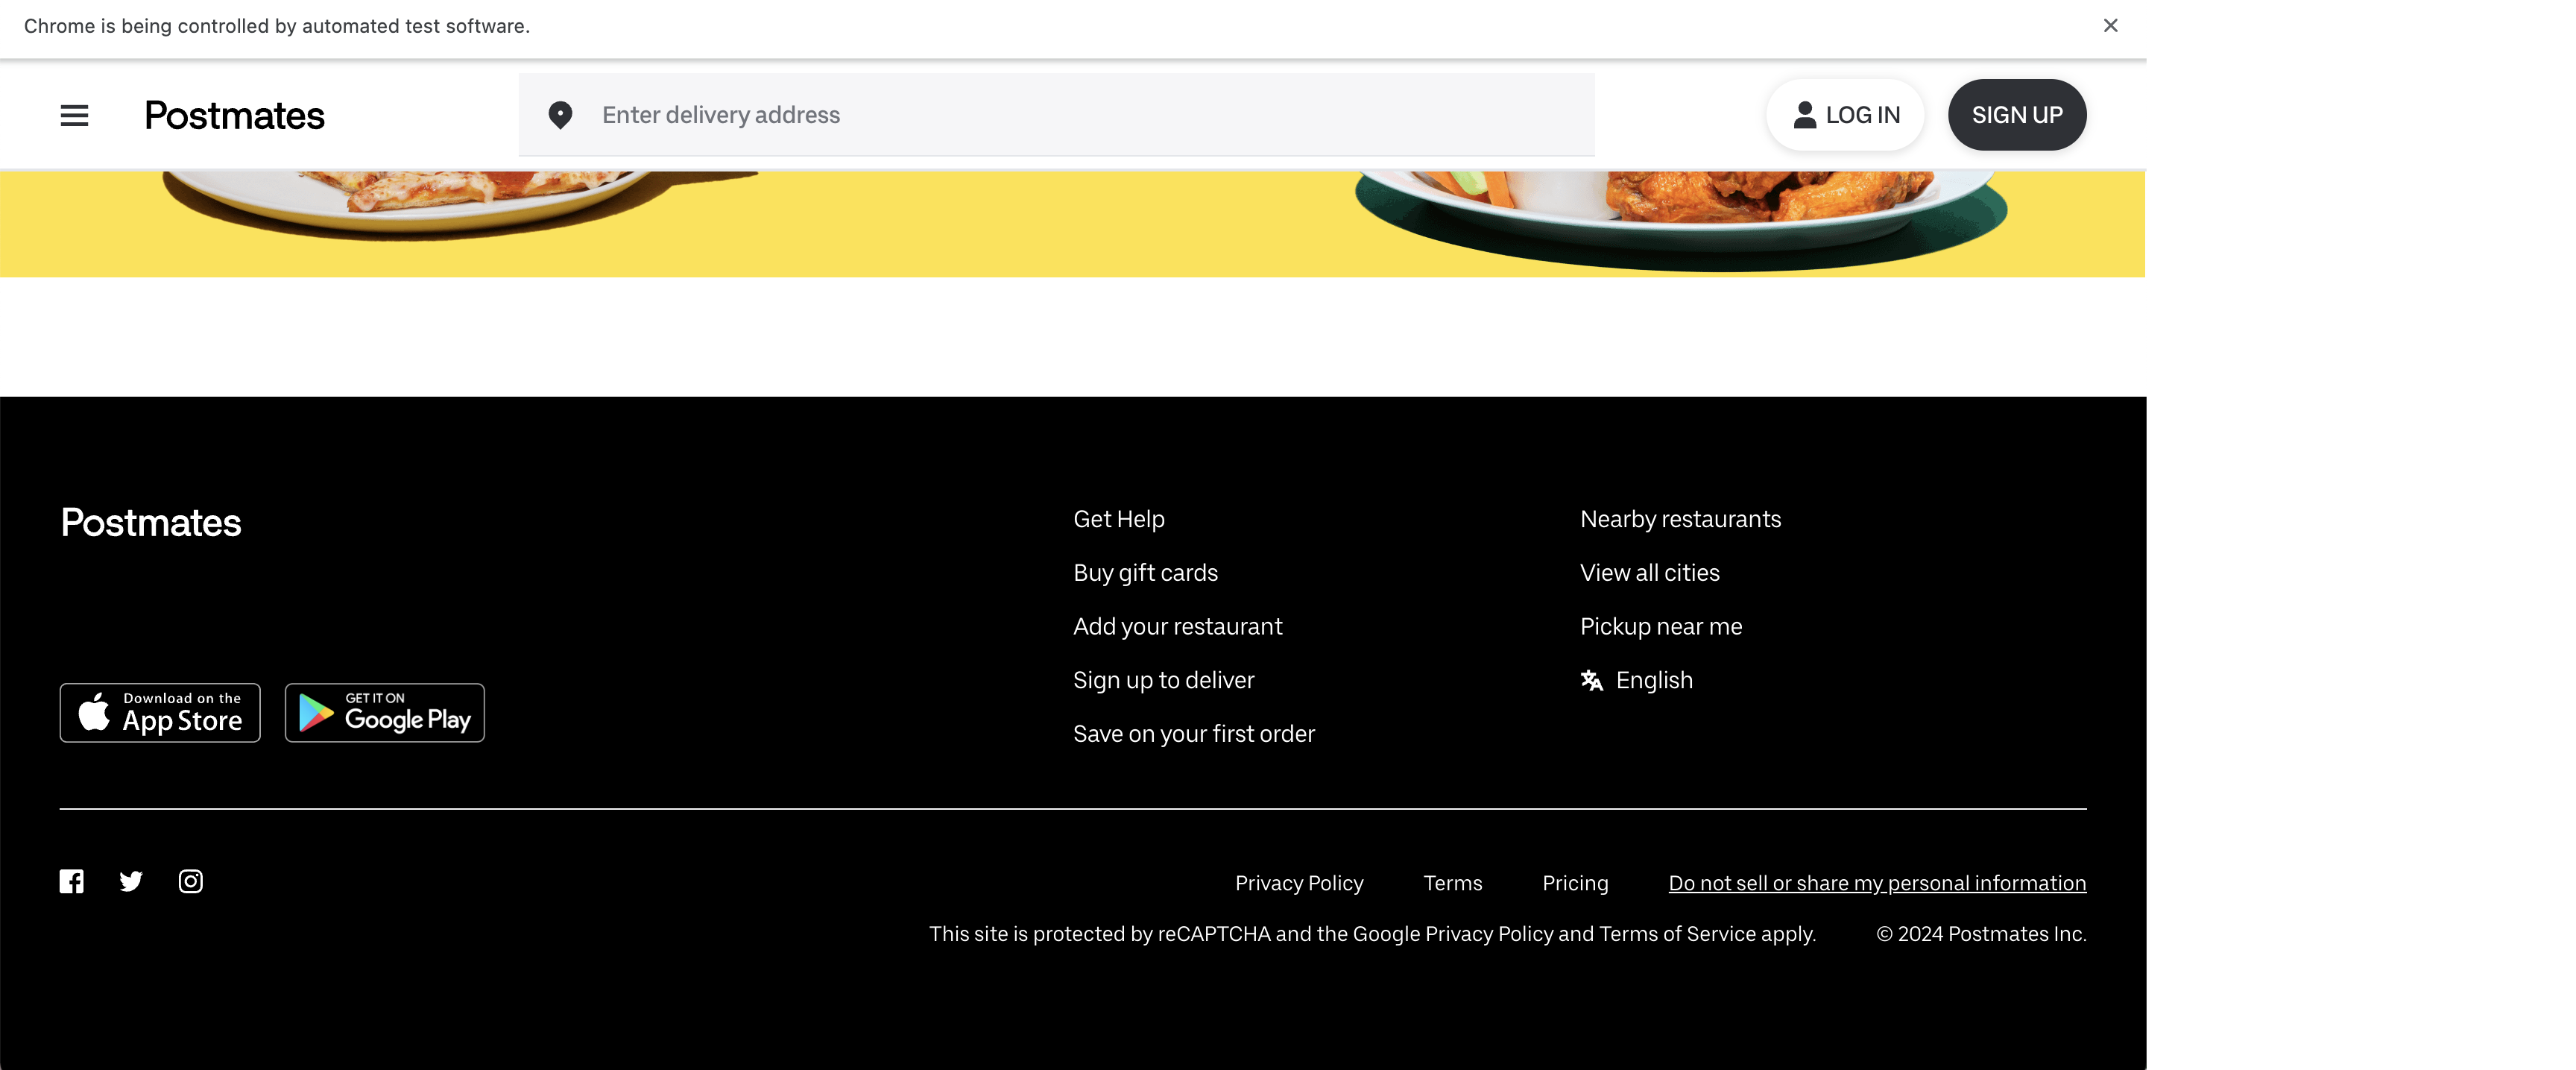 Chrome is being controlled by automated test software.
Postmates
Enter delivery address
LOG IN
SIGN UP
Postmates
Get Help
Buy gift cards
Add your restaurant
Sign up to deliver
Save on your first order
Nearby restaurants
View all cities
Pickup near me
English
Download on the
App Store
GET IT ON
Google Play
Privacy Policy
Terms
Pricing
Do not sell or share my personal information
This site is protected by reCAPTCHA and the Google Privacy Policy and Terms of Service apply.
© 2024 Postmates Inc.